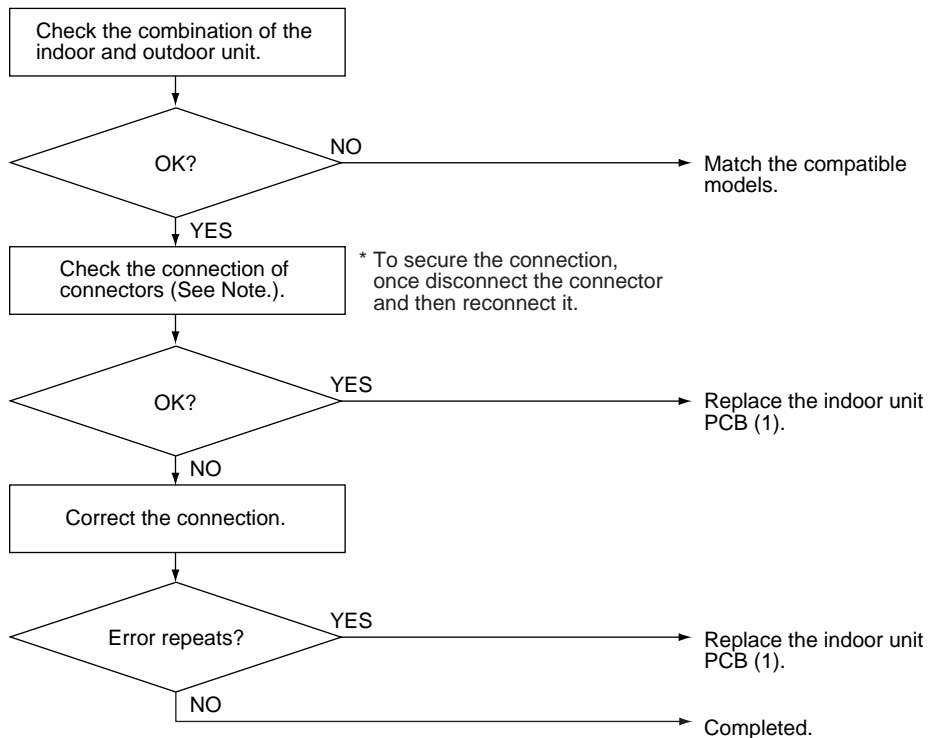 Check the combination of the
indoor and outdoor unit.
OK?
NO
Match the compatible
models.
YES
Check the connection of
connectors (See Note.).
* To secure the connection,
once disconnect the connector
and then reconnect it.
OK?
YES
Replace the indoor unit
PCB (1).
NO
Correct the connection.
Error repeats?
YES
Replace the indoor unit
PCB (1).
NO
Completed.